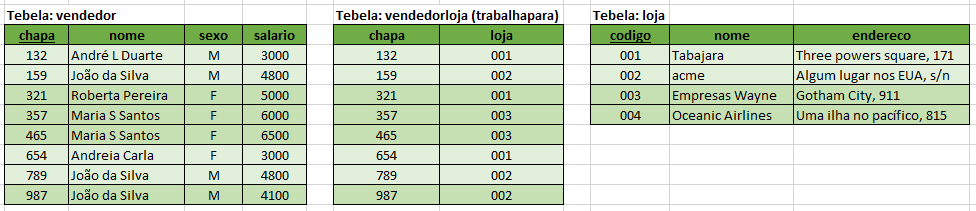 Tebela: vendedor
chapa nome sexo salario
132 André L Duarte M 3000
159 João da Silva M 4800
321 Roberta Pereira F 5000
357 Maria S Santos F 6000
465 Maria S Santos F 6500
654 Andreia Carla F 3000
789 João da Silva M 4800
987 João da Silva M 4100
Tebela: vendedorloja (trabalhapara)
chapa loja
132 001
159 002
321 001
357 003
465 003
654 001
789 002
987 002
Tebela: loja
codigo nome endereco
001 Tabajara Three powers square, 171
002 acme Algum lugar nos EUA, s/n
003 Empresas Wayne Gotham City, 911
004 Oceanic Airlines Uma ilha no pacífico, 815